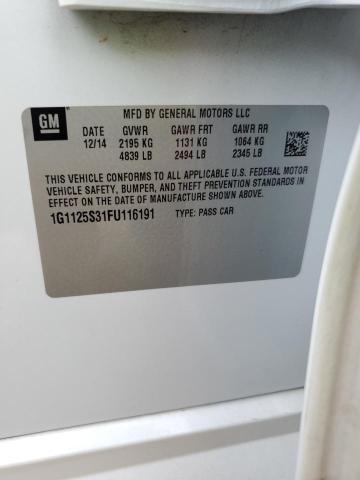 GM
MFD BY GENERAL MOTORS LLC
DATE GVWR GAWR FRT GAWR RR
12/14 2195 KG 1131 KG 1064 KG
4839 LB 2494 LB 2345 LB
THIS VEHICLE CONFORMS TO ALL APPLICABLE U.S. FEDERAL MOTOR
VEHICLE SAFETY, BUMPER, AND THEFT PREVENTION STANDARDS IN
EFFECT ON THE DATE OF MANUFACTURE SHOWN ABOVE.
1G1125S31FU116191 TYPE: PASS CAR